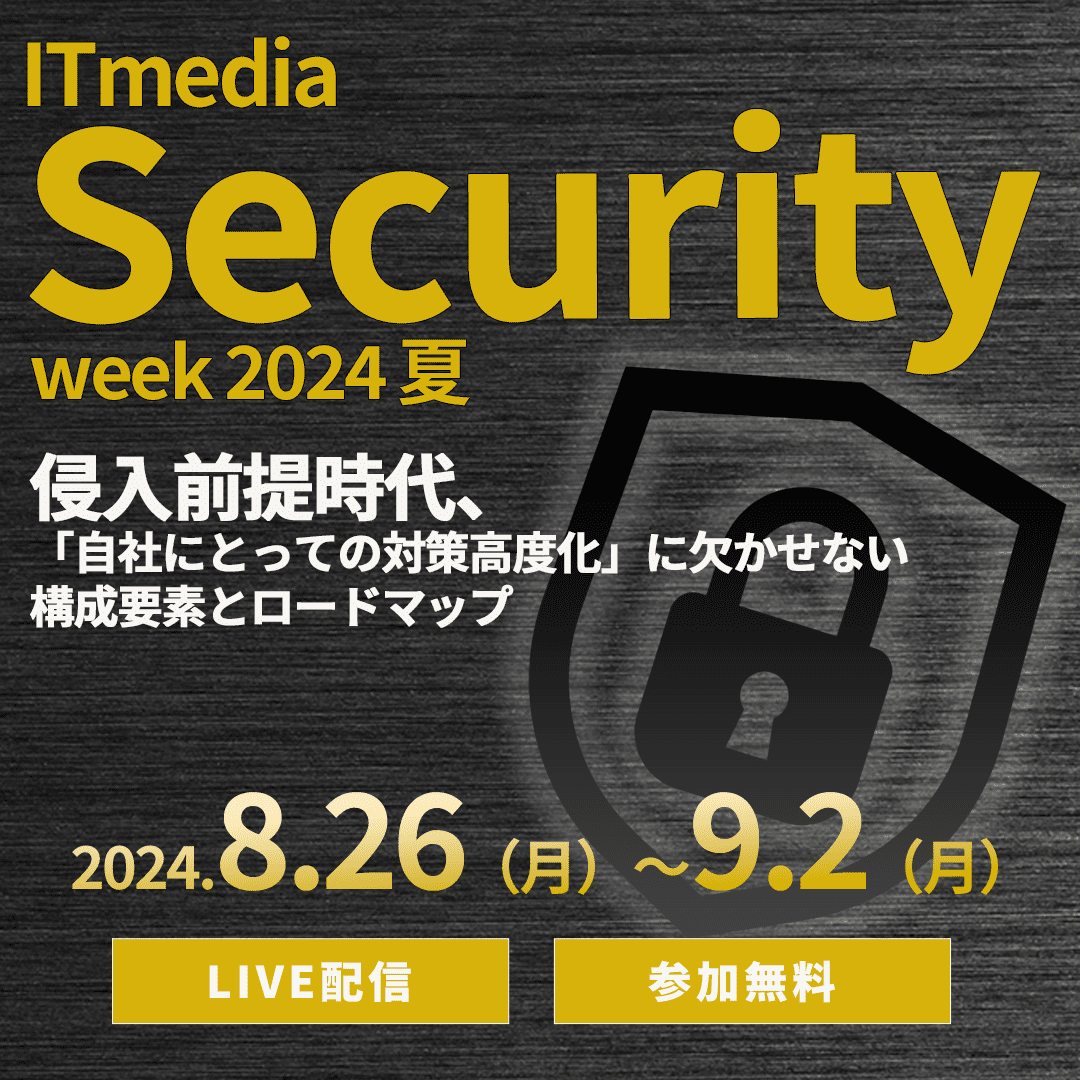 ITmedia
Security
week 2024 夏
侵入前提時代、
「自社にとっての対策高度化」に欠かせない
構成要素とロードマップ
2024.8.26（月）～9.2（月）
LIVE配信
参加無料